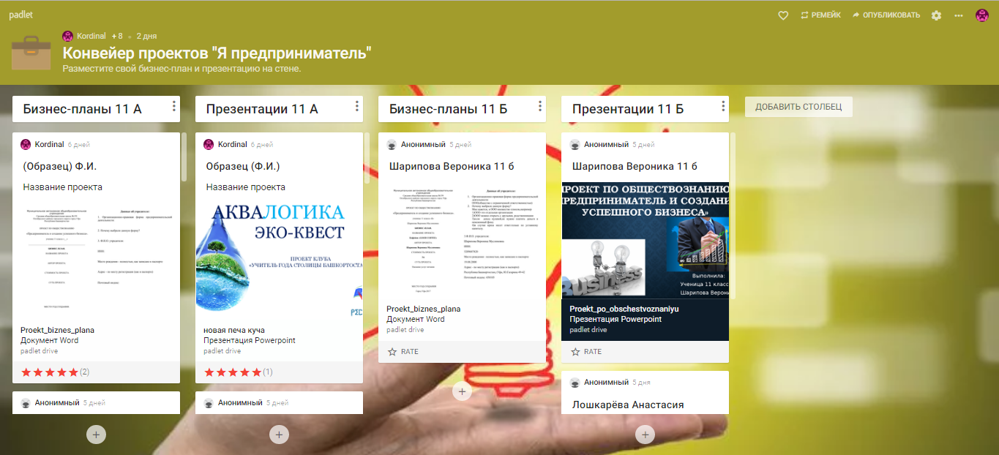 padlet
РЕМЕЙК
ОПУБЛИКОВАТЬ
Kordinal +8 • 2 дня
Конвейер проектов "Я предприниматель"
Разместите свой бизнес-план и презентацию на стене.
Бизнес-планы 11 А
Kordinal 6 дней
(Образец) Ф.И.
Название проекта
Proekt_biznes_plana
Документ Word
padlet drive
(2)
Анонимный 5 дней
Презентации 11 А
Kordinal 6 дней
Образец (Ф.И.)
Название проекта
АКВАЛОГИКА
ЭКО-КВЕСТ
ПРОЕКТ КЛУБА
«УЧИТЕЛЬ ГОДА СТОЛИЦЫ БАШКОРТОСТА
новая печа куча
Презентация Powerpoint
padlet drive
(1)
Анонимный 5 дней
Бизнес-планы 11 Б
Анонимный 5 дней
Шарипова Вероника 11 б
Proekt_biznes_plana
Документ Word
padlet drive
RATE
Презентации 11 Б
Анонимный 5 дней
Шарипова Вероника 11 б
РОЕКТ ПО ОБЩЕСТВОЗНАНИЮ
РЕДПРИНИМАТЕЛЬ И СОЗДАНИ
УСПЕШНОГО БИЗНЕСА»
Business
Выполнила:
Ученица 11 класс
Шарипова Верони
Proekt_po_obschestvoznaniyu
Презентация Powerpoint
padlet drive
RATE
Анонимный 5 дня
Лошкарёва Анастасия
ДОБАВИТЬ СТОЛБЕЦ